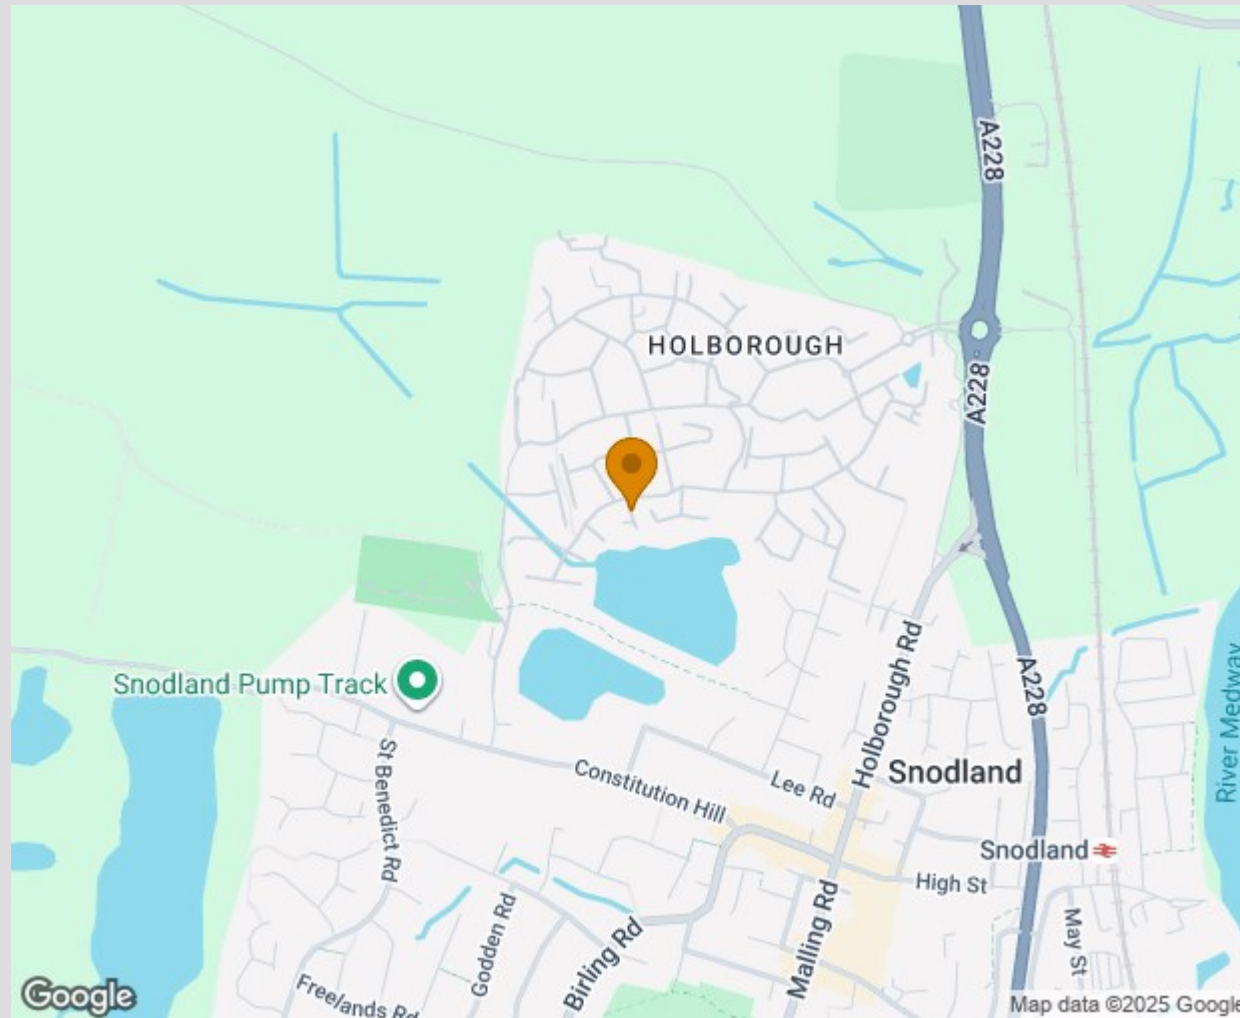 A228
HOLBOROUGH
A228
Holborough Rd
A228
River Medway
Snodland Pump Track
St Benedict Rd
Constitution Hill
Lee Rd
Snodland
Snodland
High St
Malling Rd
May St
Godden Rd
Birling Rd
Freelands Rd
Google
Map data ©2025 Google